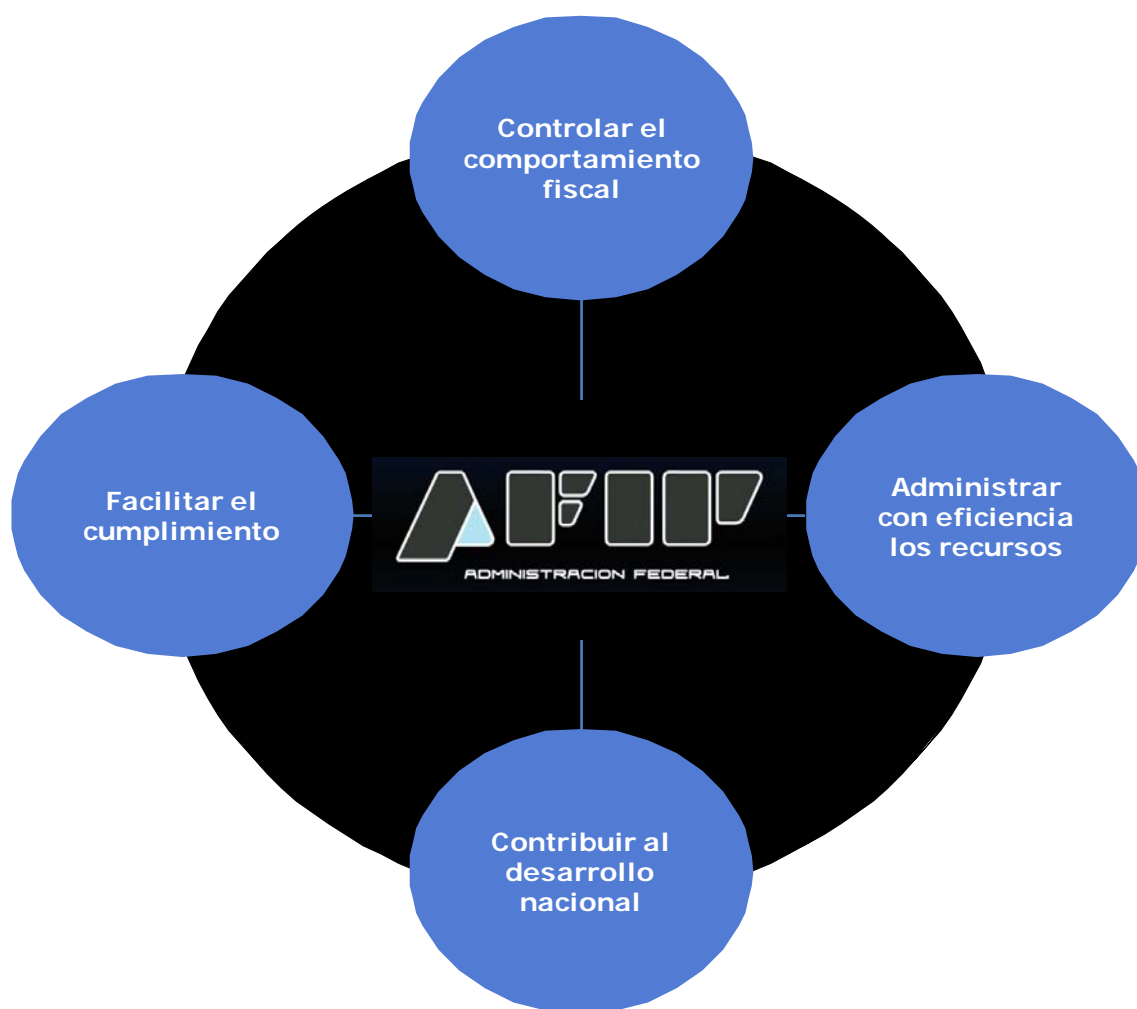 Controlar el
comportamiento
fiscal
Facilitar el
cumplimiento
AFIP
ADMINISTRACION FEDERAL
Administrar
con eficiencia
los recursos
Contribuir al
desarrollo
nacional